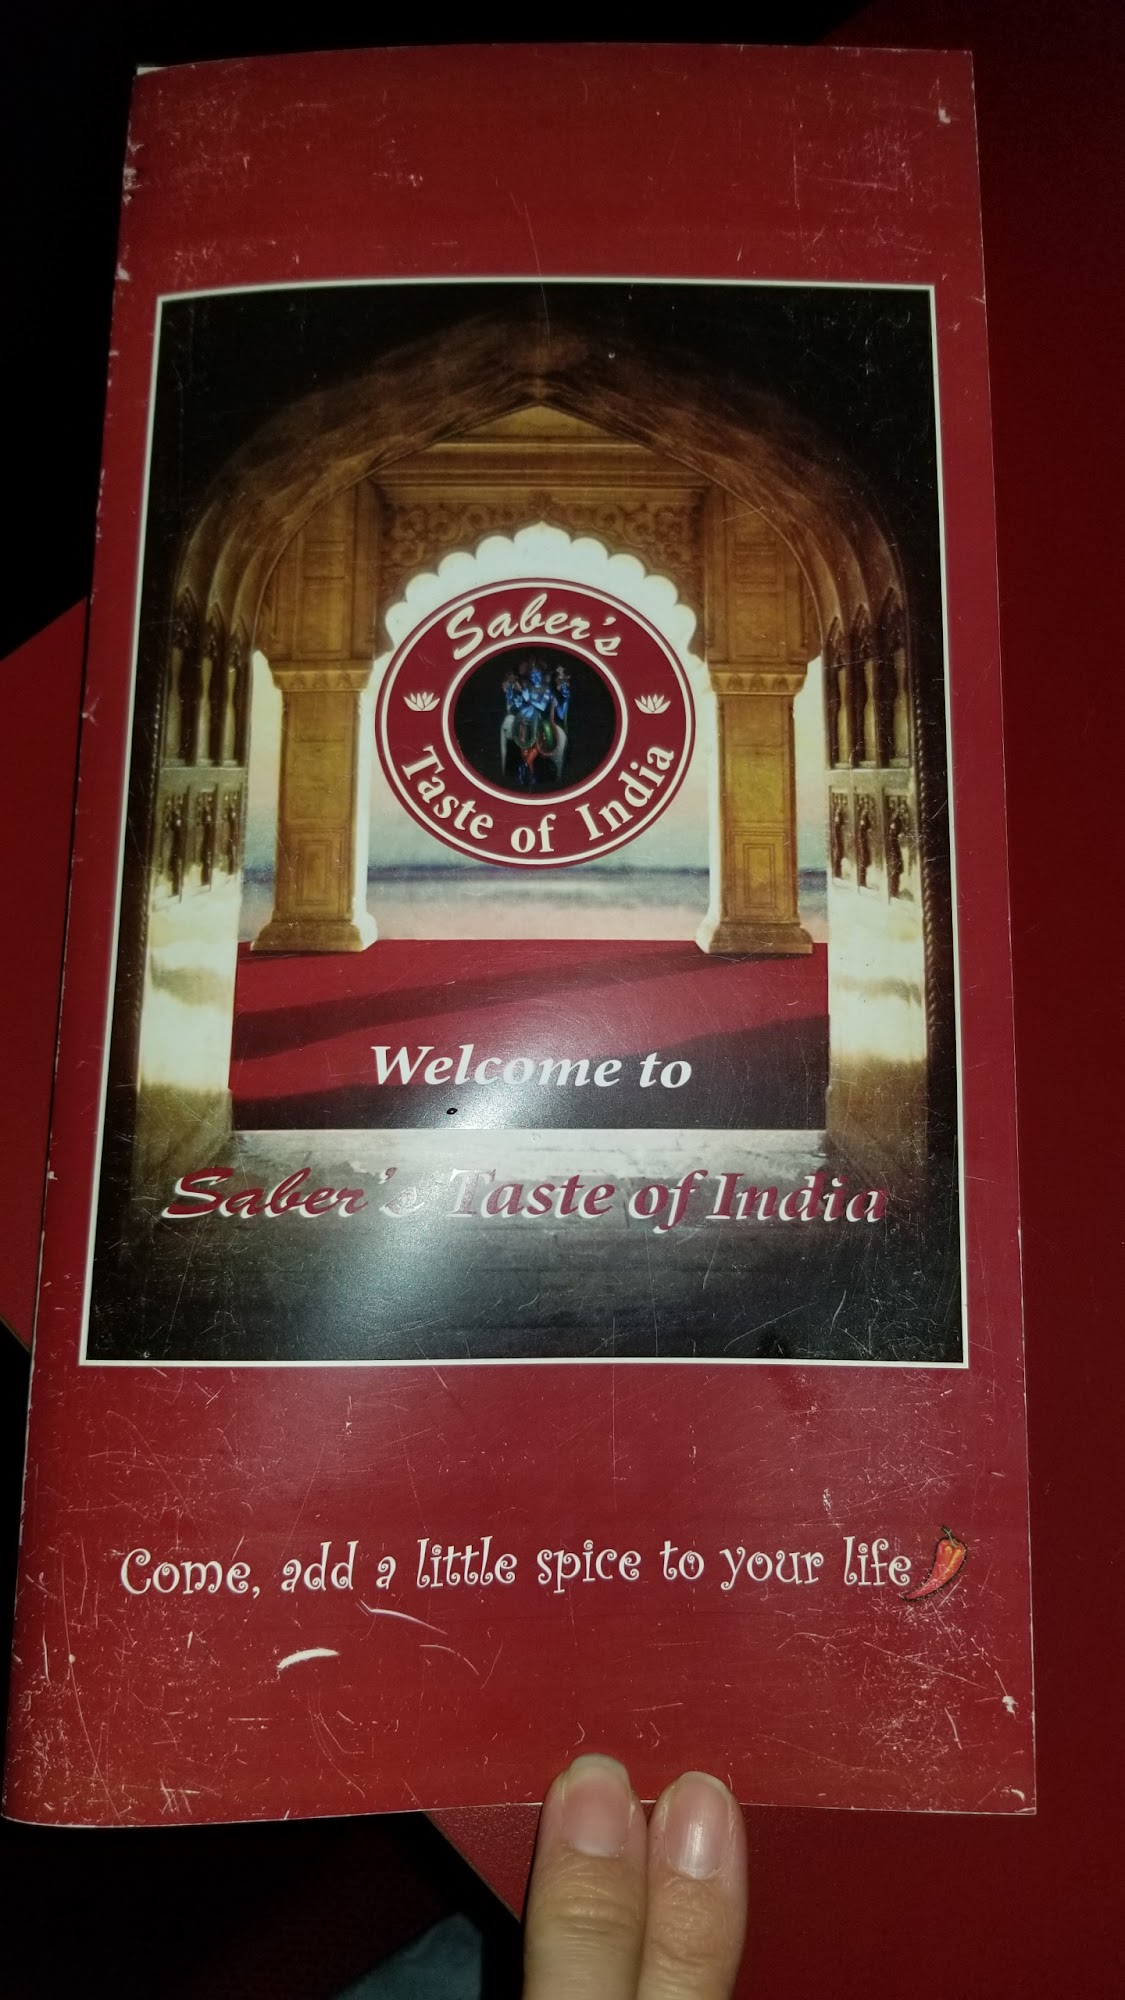 Saber's
Taste of India
Welcome to
Saber's Taste of India
Come, add a little spice to your life